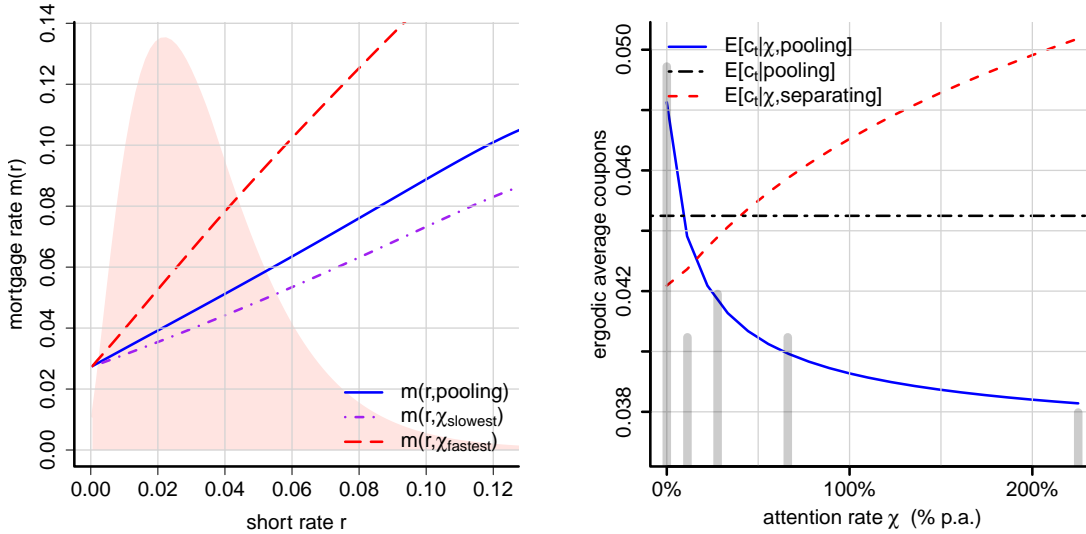 0.14
0.12
0.10
0.08
0.06
0.04
0.02
0.00
mortgage rate m(r)
m(r,pooling)
m(r,χslowest)
m(r,χfastest)
0.00 0.02 0.04 0.06 0.08 0.10 0.12
short rate r
0.050
0.046
0.042
0.038
ergodic average coupons
E[ct|χ,pooling]
E[ct|pooling]
E[ct|χ,separating]
0% 100% 200%
attention rate χ (% p.a.)